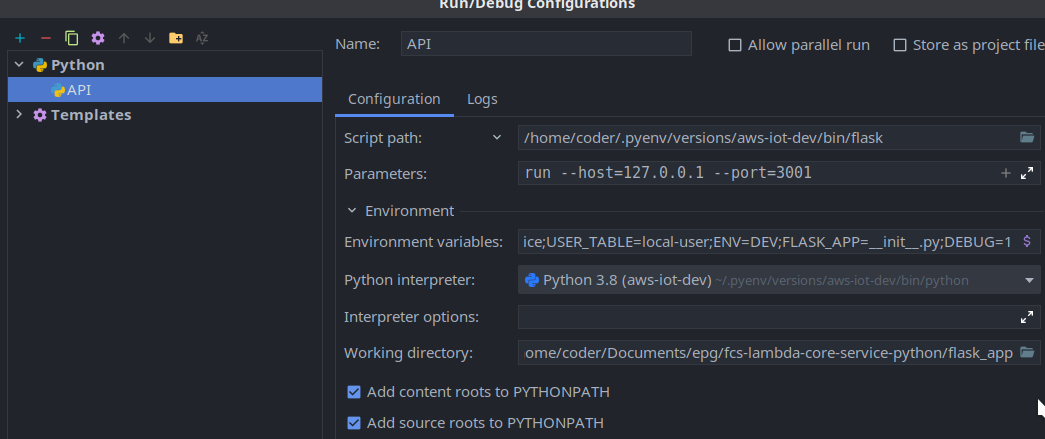 Run/Debug Configurations
Name: API Allow parallel run Store as project file
Python
API
Templates
Configuration Logs
Script path: /home/coder/.pyenv/versions/aws-iot-dev/bin/flask
Parameters: run --host=127.0.0.1 --port=3001
Environment
Environment variables: ice;USER_TABLE=local-user;ENV=DEV;FLASK_APP=__init__.py;DEBUG=1
Python interpreter: Python 3.8 (aws-iot-dev) ~/.pyenv/versions/aws-iot-dev/bin/python
Interpreter options:
Working directory: ome/coder/Documents/epg/fcs-lambda-core-service-python/flask_app
Add content roots to PYTHONPATH
Add source roots to PYTHONPATH